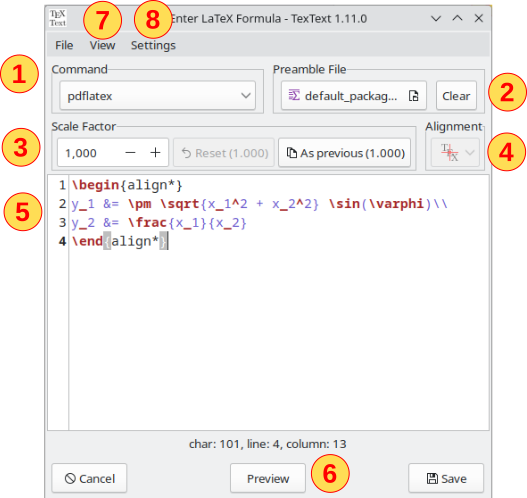 TEX
Text
Enter LaTeX Formula - TexText 1.11.0
7
8
File View Settings
1
Command
Preamble File
pdflatex
default_packag...
Clear
2
3
Scale Factor
Alignment
1,000 − +
Reset (1.000)
As previous (1.000)
TEX
4
5
1 \begin{align*}
2 y_1 &= \pm \sqrt{x_1^2 + x_2^2} \sin(\varphi)\\
3 y_2 &= \frac{x_1}{x_2}
4 \end{align*}
char: 101, line: 4, column: 13
6
Cancel
Preview
Save